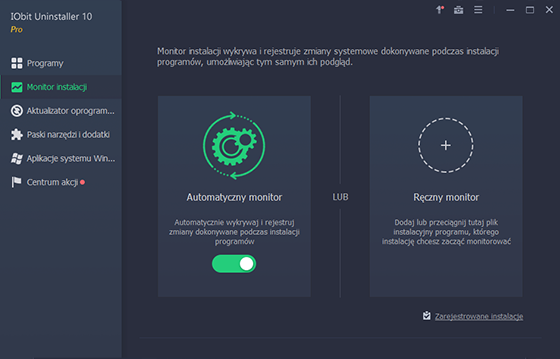 IObit Uninstaller 10
Pro
Programy
Monitor instalacji
Aktualizator oprogram...
Paski narzędzi i dodatki
Aplikacje systemu Win...
Centrum akcji
Monitor instalacji wykrywa i rejestruje zmiany systemowe dokonywane podczas instalacji
programów, umożliwiając tym samym ich podgląd.
Automatyczny monitor
Automatycznie wykrywaj i rejestruj
zmiany dokonywane podczas instalacji
programów
LUB
Ręczny monitor
Dodaj lub przeciągnij tutaj plik
instalacyjny programu, którego
instalację chcesz zacząć monitorować
Zarejestrowane instalacje